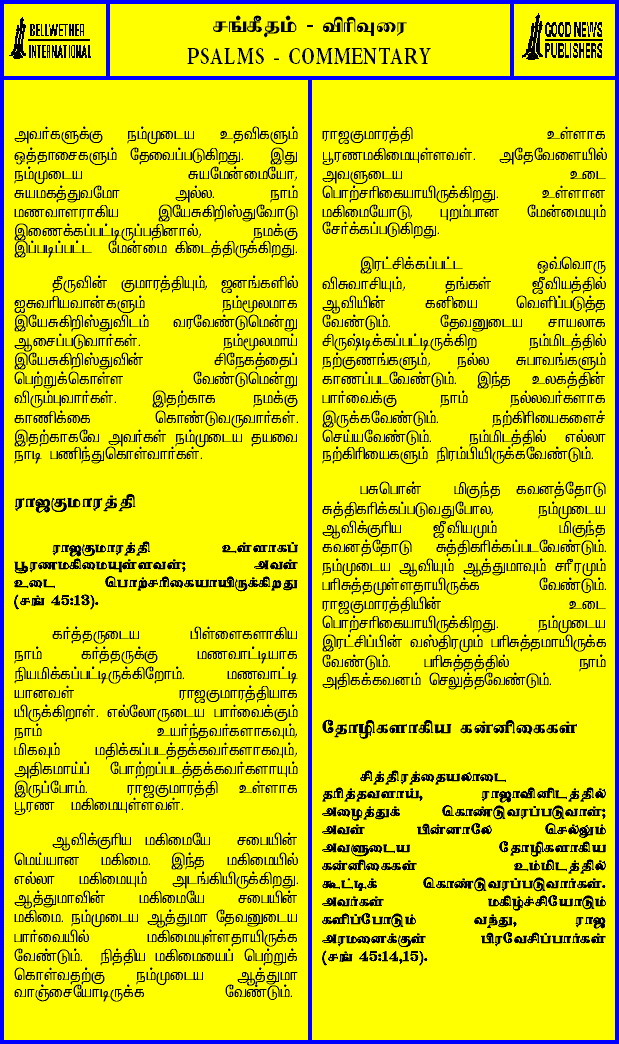 BELLWETHER
INTERNATIONAL
சங்கீதம் - விரிவுரை
PSALMS - COMMENTARY
GOOD NEWS
PUBLISHERS
அவர்களுக்கு நம்முடைய உதவிகளும்
ஒத்தாசைகளும் தேவைப்படுகிறது. இது
நம்முடைய சுயமேன்மையோ,
சுயமகத்துவமோ அல்ல. நாம்
மணவாளராகிய இயேசுகிறிஸ்துவோடு
இணைக்கப்பட்டிருப்பதினால், நமக்கு
இப்படிப்பட்ட மேன்மை கிடைத்திருக்கிறது.
தீருவின் குமாரத்தியும், ஜனங்களில்
ஐசுவரியவான்களும் நம்மூலமாக
இயேசுகிறிஸ்துவிடம் வரவேண்டுமென்று
ஆசைப்படுவார்கள். நம்மூலமாய்
இயேசுகிறிஸ்துவின் சிநேகத்தைப்
பெற்றுக்கொள்ள வேண்டுமென்று
விரும்புவார்கள். இதற்காக நமக்கு
காணிக்கை கொண்டுவருவார்கள்.
இதற்காகவே அவர்கள் நம்முடைய தயவை
நாடி பணிந்துகொள்வார்கள்.
ராஜகுமாரத்தி
ராஜகுமாரத்தி உள்ளாகப்
பூரணமகிமையுள்ளவள்; அவள்
உடை பொற்சரிகையாயிருக்கிறது
(சங் 45:13).
கர்த்தருடைய பிள்ளைகளாகிய
நாம் கர்த்தருக்கு மணவாட்டியாக
நியமிக்கப்பட்டிருக்கிறோம். மணவாட்டி
யானவள் ராஜகுமாரத்தியாக
யிருக்கிறாள். எல்லோருடைய பார்வைக்கும்
நாம் உயர்ந்தவர்களாகவும்,
மிகவும் மதிக்கப்படத்தக்கவர்களாகவும்,
அதிகமாய்ப் போற்றப்படத்தக்கவர்களாயும்
இருப்போம். ராஜகுமாரத்தி உள்ளாக
பூரண மகிமையுள்ளவள்.
ஆவிக்குரிய மகிமையே சபையின்
மெய்யான மகிமை. இந்த மகிமையில்
எல்லா மகிமையும் அடங்கியிருக்கிறது.
ஆத்துமாவின் மகிமையே சபையின்
மகிமை. நம்முடைய ஆத்துமா தேவனுடைய
பார்வையில் மகிமையுள்ளதாயிருக்க
வேண்டும். நித்திய மகிமையைப் பெற்றுக்
கொள்வதற்கு நம்முடைய ஆத்துமா
வாஞ்சையோடிருக்க வேண்டும்.
ராஜகுமாரத்தி உள்ளாக
பூரணமகிமையுள்ளவள். அதேவேளையில்
அவளுடைய உடை
பொற்சரிகையாயிருக்கிறது. உள்ளான
மகிமையோடு, புறம்பான மேன்மையும்
சேர்க்கப்படுகிறது.
இரட்சிக்கப்பட்ட ஒவ்வொரு
விசுவாசியும், தங்கள் ஜீவியத்தில்
ஆவியின் கனியை வெளிப்படுத்த
வேண்டும். தேவனுடைய சாயலாக
சிருஷ்டிக்கப்பட்டிருக்கிற நம்மிடத்தில்
நற்குணங்களும், நல்ல சுபாவங்களும்
காணப்படவேண்டும். இந்த உலகத்தின்
பார்வைக்கு நாம் நல்லவர்களாக
இருக்கவேண்டும். நற்கிரியைகளைச்
செய்யவேண்டும். நம்மிடத்தில் எல்லா
நற்கிரியைகளும் நிரம்பியிருக்கவேண்டும்.
பசுபொன் மிகுந்த கவனத்தோடு
சுத்திகரிக்கப்படுவதுபோல, நம்முடைய
ஆவிக்குரிய ஜீவியமும் மிகுந்த
கவனத்தோடு சுத்திகரிக்கப்படவேண்டும்.
நம்முடைய ஆவியும் ஆத்துமாவும் சரீரமும்
பரிசுத்தமுள்ளதாயிருக்க வேண்டும்.
ராஜகுமாரத்தியின் உடை
பொற்சரிகையாயிருக்கிறது. நம்முடைய
இரட்சிப்பின் வஸ்திரமும் பரிசுத்தமாயிருக்க
வேண்டும். பரிசுத்தத்தில் நாம்
அதிகக்கவனம் செலுத்தவேண்டும்.
தோழிகளாகிய கன்னிகைகள்
சித்திரத்தையலாடை
தரித்தவளாய், ராஜாவினிடத்தில்
அழைத்துக் கொண்டுவரப்படுவாள்;
அவள் பின்னாலே செல்லும்
அவளுடைய தோழிகளாகிய
கன்னிகைகள் உம்மிடத்தில்
கூட்டிக் கொண்டுவரப்படுவார்கள்.
அவர்கள் மகிழ்ச்சியோடும்
களிப்போடும் வந்து, ராஜ
அரமனைக்குள் பிரவேசிப்பார்கள்
(சங் 45:14,15).